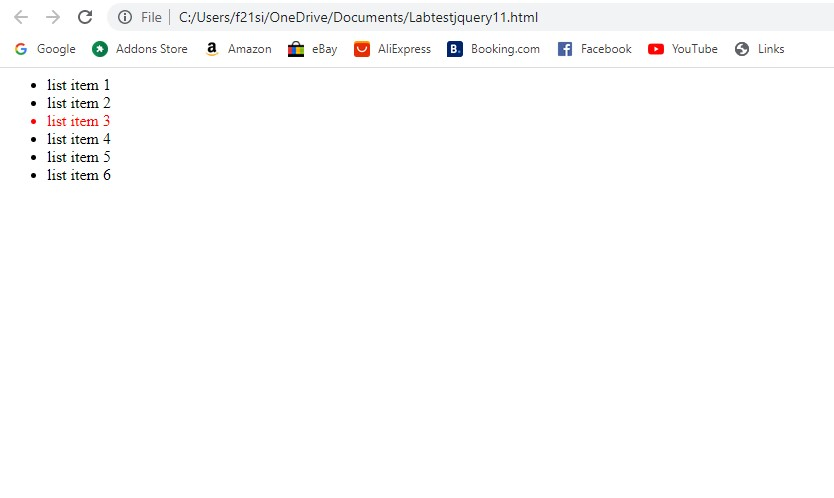 File C:/Users/f21si/OneDrive/Documents/Labtestjquery11.html
Google Addons Store Amazon eBay AliExpress B. Booking.com Facebook YouTube Links
list item 1
list item 2
list item 3
list item 4
list item 5
list item 6